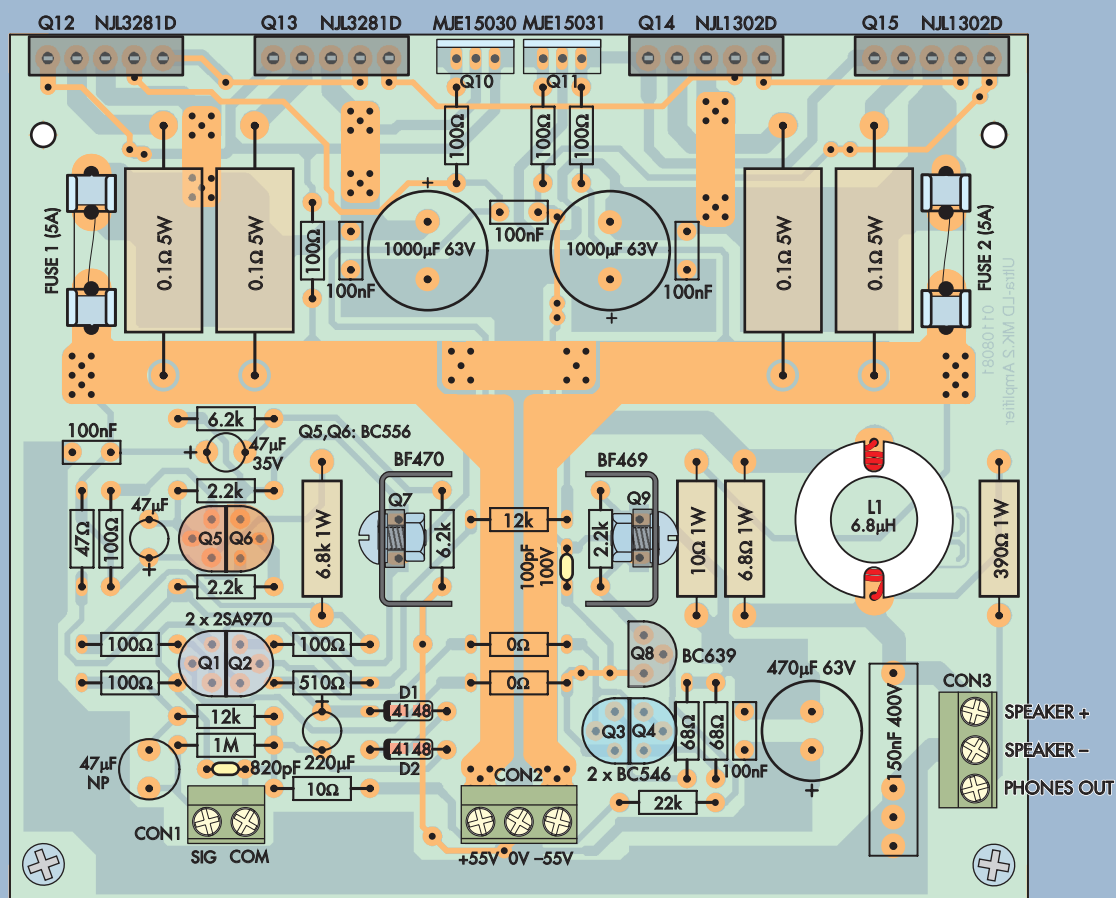 Q12 NJL3281D Q13 NJL3281D MJE15030 MJE15031 Q14 NJL1302D Q15 NJL1302D
Q10 Q11
100Ω 100Ω 100Ω
FUSE 1 (5A)
0.1Ω 5W
0.1Ω 5W
100Ω
100nF
1000µF 63V
+
100nF
1000µF 63V
+
100nF
0.1Ω 5W
0.1Ω 5W
FUSE 2 (5A)
Ultra-LD MK.2 Amplifier
01108081
6.2k
100nF
+ 47µF
35V
Q5,Q6: BC556
BF470
BF469
2.2k
47µF
+
47Ω
100Ω
Q5 Q6
6.8k 1W
Q7
6.2k
12k
100pF
100V
2.2k
Q9
10Ω 1W
6.8Ω 1W
L1
6.8µH
390Ω 1W
2.2k
2 x 2SA970
100Ω
Q1 Q2
100Ω
0Ω
100Ω
510Ω
0Ω
Q8 BC639
470µF 63V
+
CON3
12k
+
D1
4148
1M
220µF
4148
D2
47µF
NP
820pF
10Ω
CON2
Q3 Q4
2 x BC546
68Ω
68Ω
100nF
150nF 400V
SPEAKER +
SPEAKER –
PHONES OUT
22k
CON1
SIG COM
+55V 0V –55V